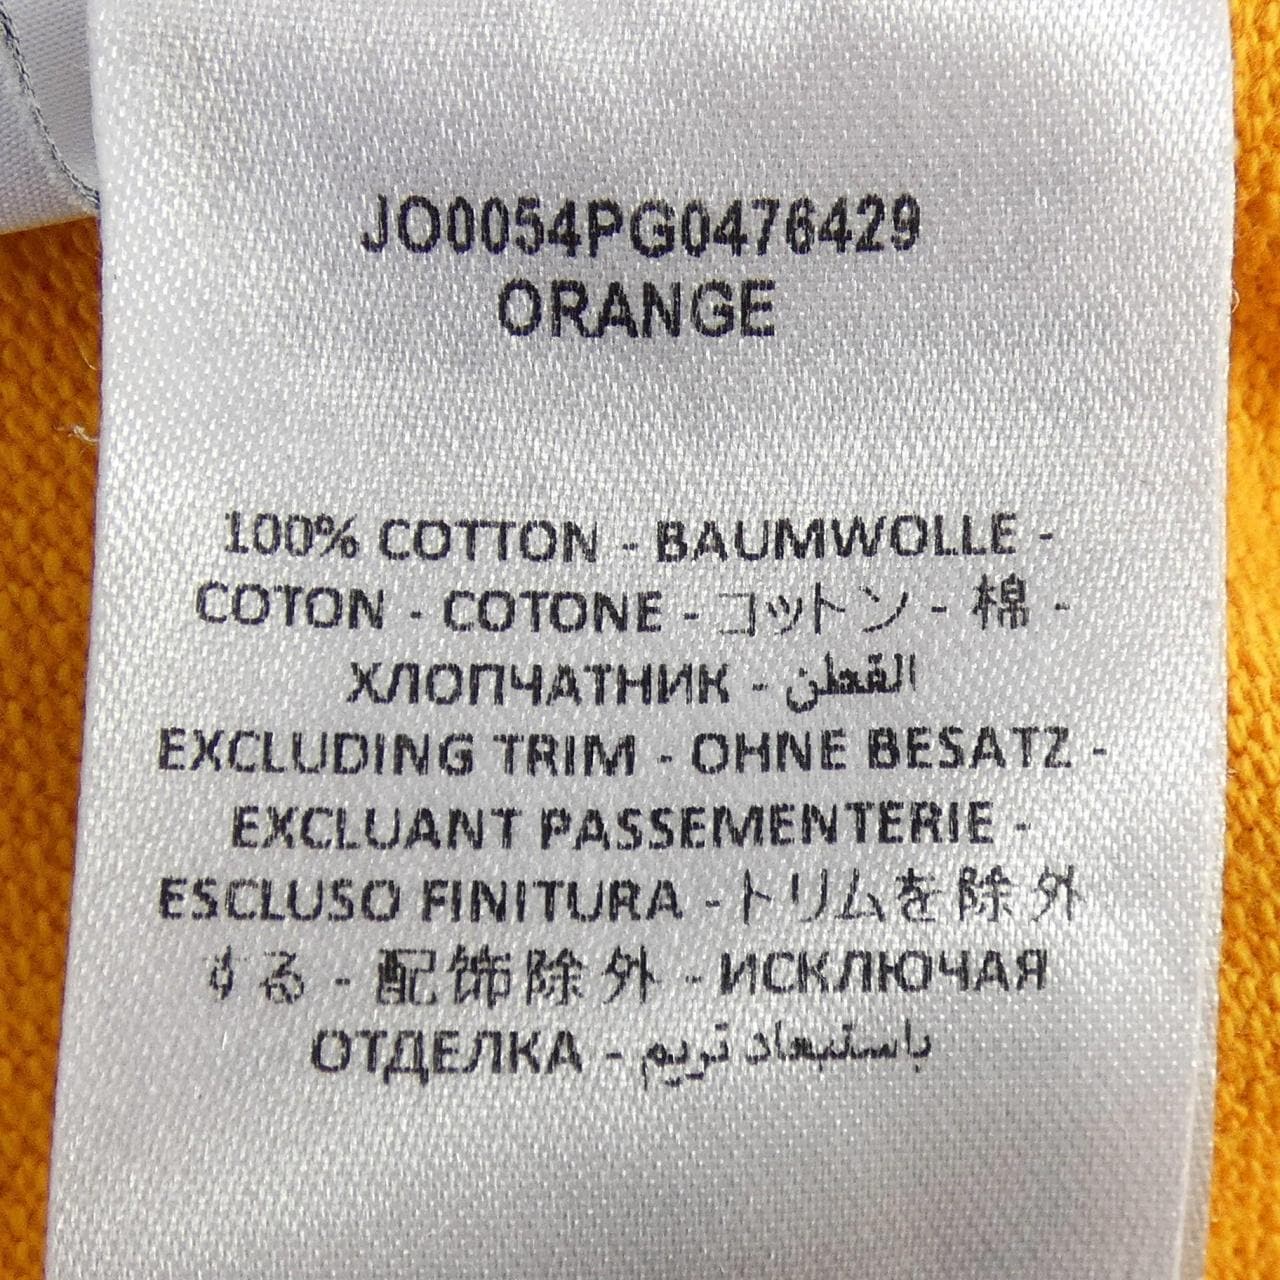 JO0054PG0476429
ORANGE
100% COTTON - BAUMWOLLE -
COTON - COTONE - コットン - 棉 -
ХЛОПЧАТНИК - القطن
EXCLUDING TRIM - OHNE BESATZ -
EXCLUANT PASSEMENTERIE -
ESCLUSO FINITURA - トリムを除外
する - 配饰除外 - ИСКЛЮЧАЯ
ОТДЕЛКА - باستبعاد تريم